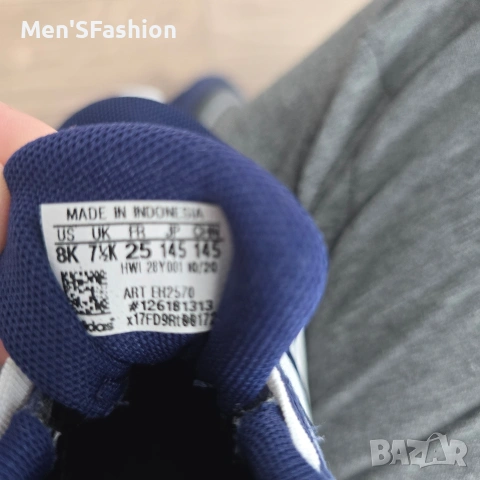 Men'SFashion
MADE IN INDONESIA
US UK FR JP CHN
8K 7½K 25 145 145
HWI 28Y001 10/20
ART EH2570
#126181313
adidas
BAZAR